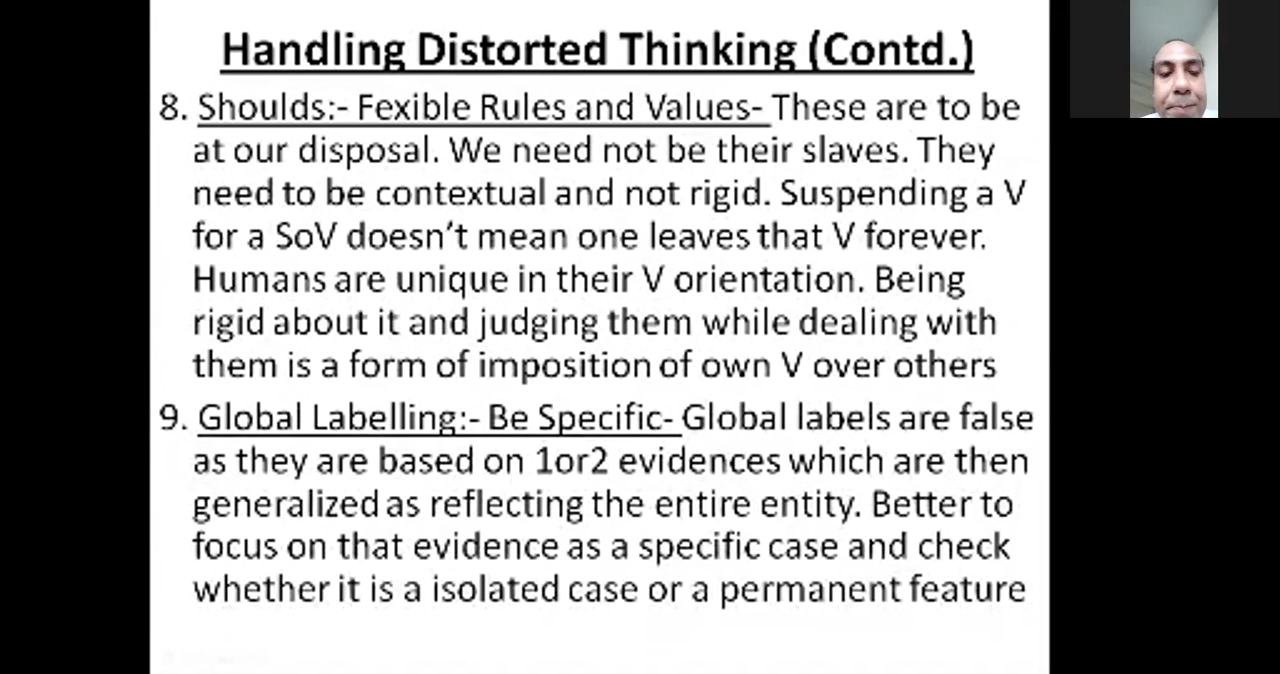 Handling Distorted Thinking (Contd.)
8. Shoulds:- Fexible Rules and Values- These are to be
at our disposal. We need not be their slaves. They
need to be contextual and not rigid. Suspending a V
for a SoV doesn't mean one leaves that V forever.
Humans are unique in their V orientation. Being
rigid about it and judging them while dealing with
them is a form of imposition of own V over others
9. Global Labelling:- Be Specific- Global labels are false
as they are based on 1or2 evidences which are then
generalized as reflecting the entire entity. Better to
focus on that evidence as a specific case and check
whether it is a isolated case or a permanent feature